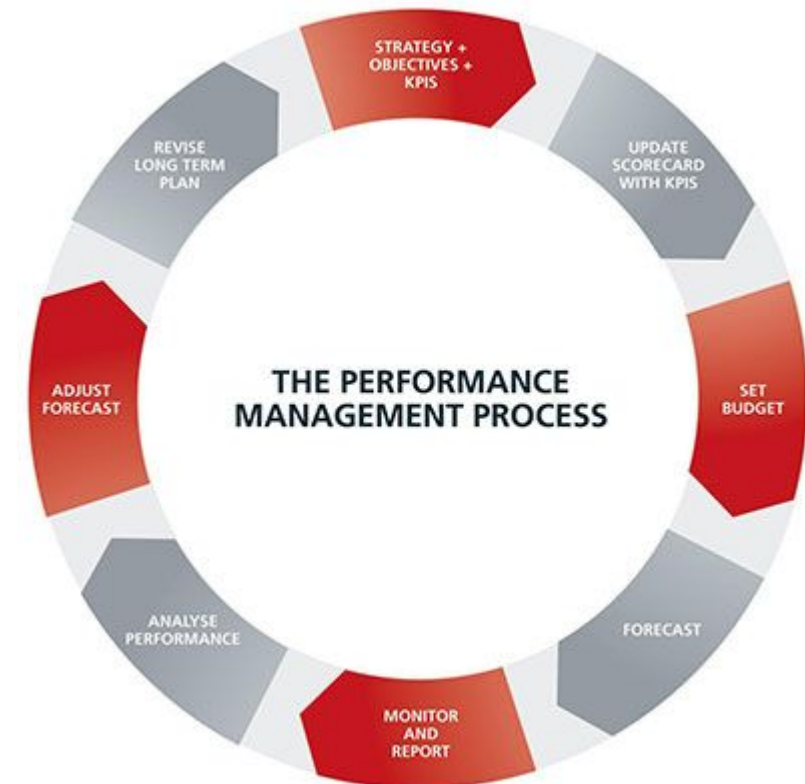 STRATEGY +
OBJECTIVES +
KPIS
UPDATE
SCORECARD
WITH KPIS
SET
BUDGET
FORECAST
MONITOR
AND
REPORT
ANALYSE
PERFORMANCE
ADJUST
FORECAST
REVISE
LONG TERM
PLAN
THE PERFORMANCE
MANAGEMENT PROCESS